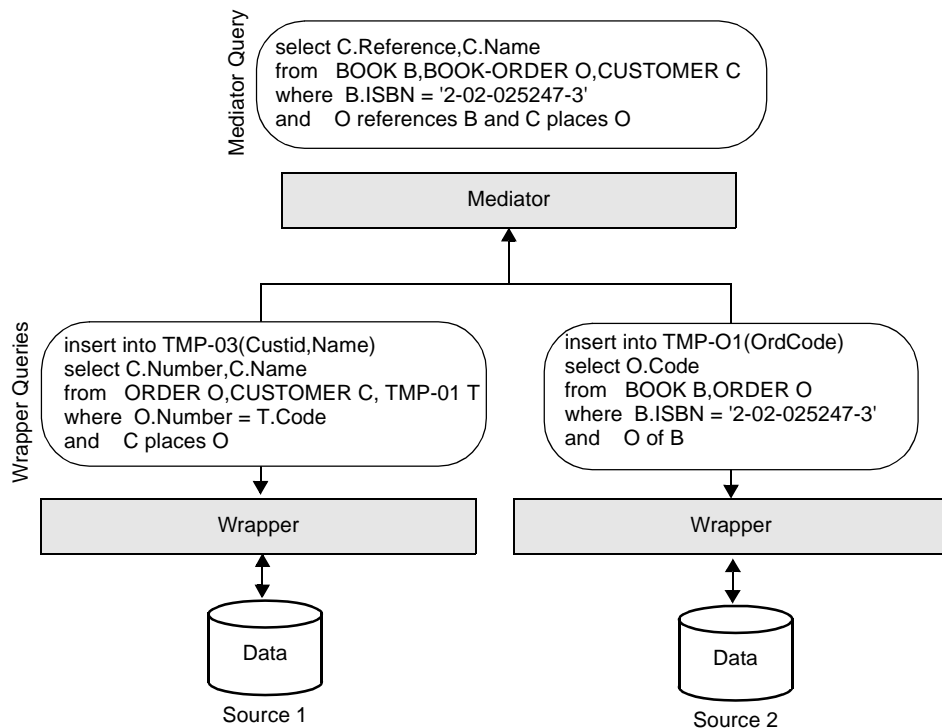 Mediator Query
select C.Reference,C.Name
from BOOK B,BOOK-ORDER O,CUSTOMER C
where B.ISBN = '2-02-025247-3'
and O references B and C places O
Mediator
Wrapper Queries
insert into TMP-03(Custid,Name)
select C.Number,C.Name
from ORDER O,CUSTOMER C, TMP-01 T
where O.Number = T.Code
and C places O
insert into TMP-O1(OrdCode)
select O.Code
from BOOK B,ORDER O
where B.ISBN = '2-02-025247-3'
and O of B
Wrapper
Wrapper
Data
Data
Source 1
Source 2